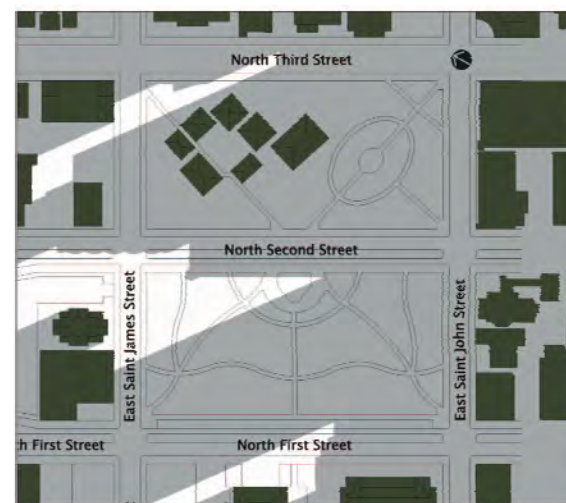 North Third Street
North Second Street
East Saint James Street
East Saint John Street
h First Street
North First Street